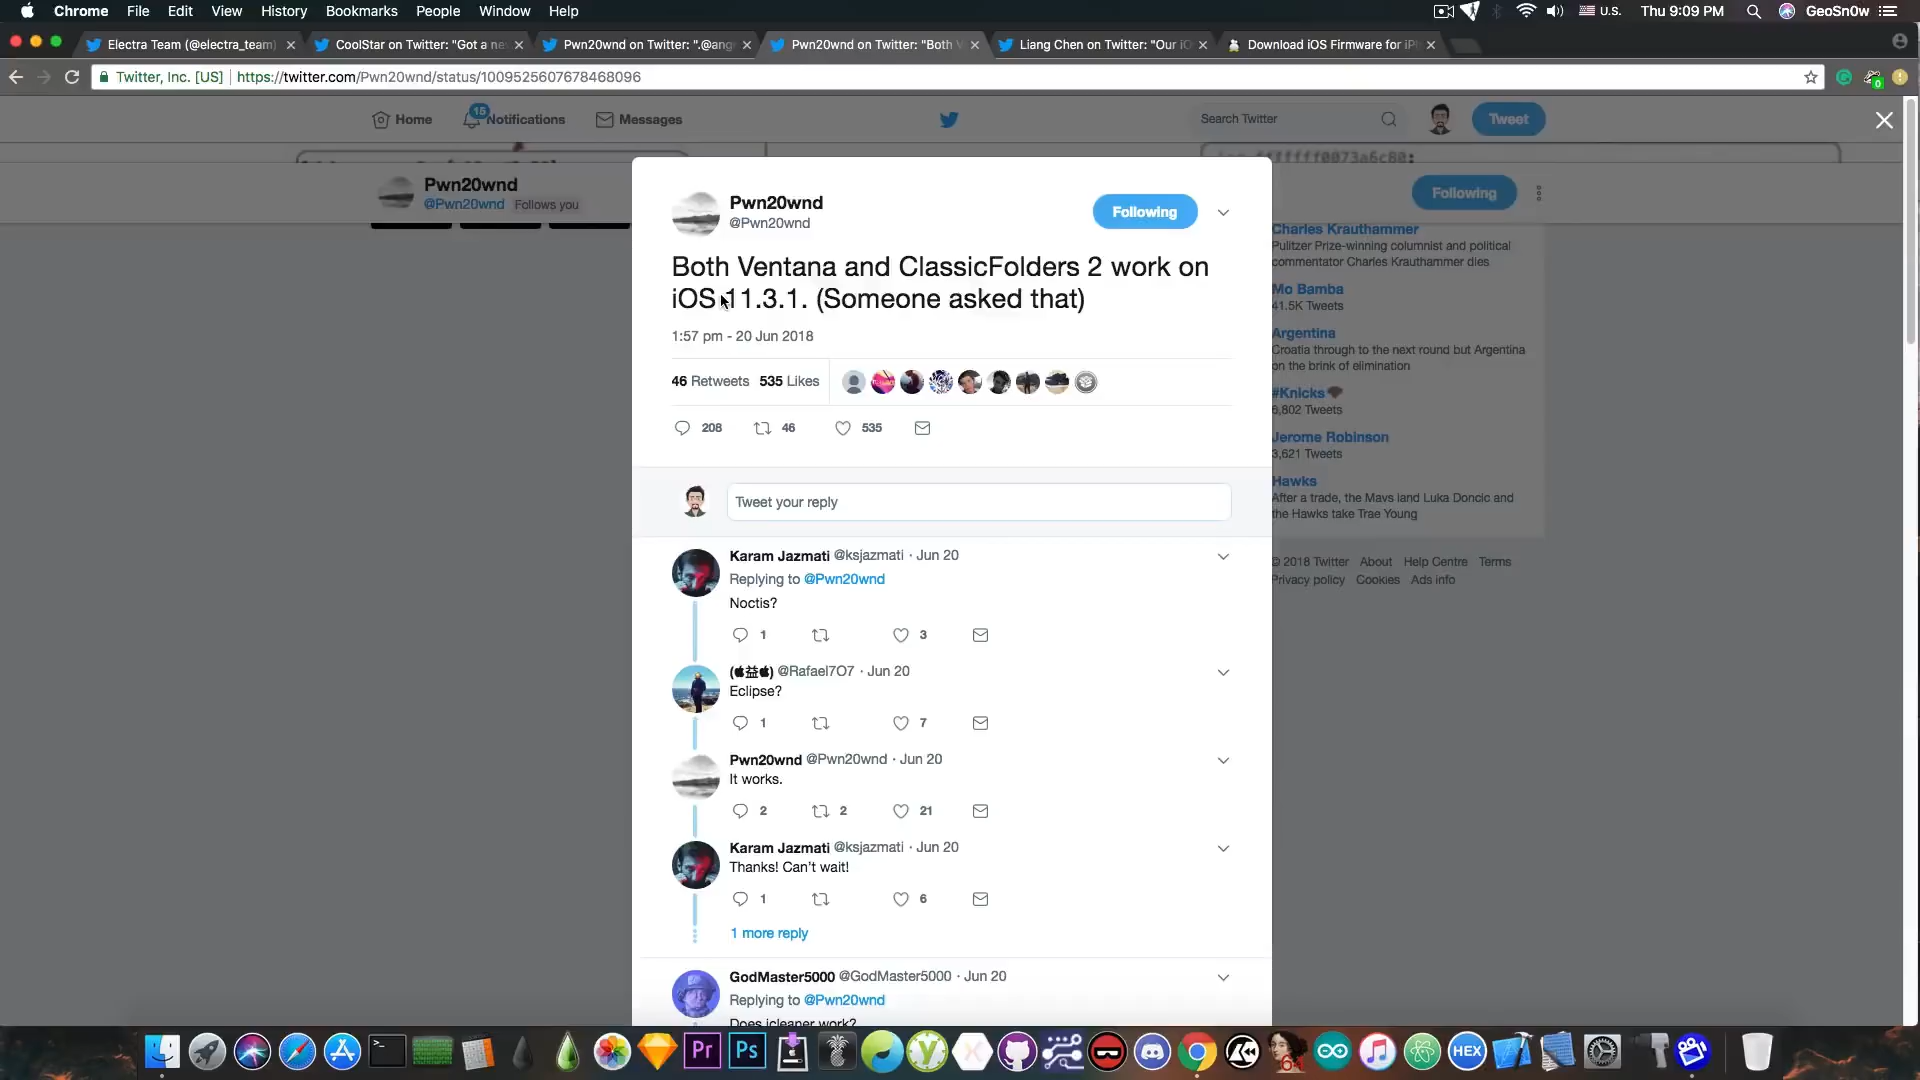 Chrome File Edit View History Bookmarks People Window Help
U.S. Thu 9:09 PM GeoSn0w
Electra Team (@electra_team)
CoolStar on Twitter: "Got a ne
Pwn20wnd on Twitter: ".@ang
Pwn20wnd on Twitter: "Both V
Liang Chen on Twitter: "Our iO
Download iOS Firmware for iP
Twitter, Inc. [US] https://twitter.com/Pwn20wnd/status/1009525607678468096
0
Home
15
Notifications
Messages
Search Twitter
Tweet
Pwn20wnd
@Pwn20wnd Follows you
Following
Pwn20wnd
@Pwn20wnd
Following
Both Ventana and ClassicFolders 2 work on
iOS 11.3.1. (Someone asked that)
1:57 pm - 20 Jun 2018
46 Retweets 535 Likes
208 46 535
Tweet your reply
Karam Jazmati @ksjazmati · Jun 20
Replying to @Pwn20wnd
Noctis?
1 3
(益) @Rafael7O7 · Jun 20
Eclipse?
1 7
Pwn20wnd @Pwn20wnd · Jun 20
It works.
2 2 21
Karam Jazmati @ksjazmati · Jun 20
Thanks! Can't wait!
1 6
1 more reply
GodMaster5000 @GodMaster5000 · Jun 20
Replying to @Pwn20wnd
Does icleaner work?
Charles Krauthammer
Pulitzer Prize-winning columnist and political
commentator Charles Krauthammer dies
Mo Bamba
41.5K Tweets
Argentina
Croatia through to the next round but Argentina
on the brink of elimination
#Knicks
6,802 Tweets
Jerome Robinson
3,621 Tweets
Hawks
After a trade, the Mavs land Luka Doncic and
the Hawks take Trae Young
© 2018 Twitter About Help Centre Terms
Privacy policy Cookies Ads info
Pr
Ps
HEX